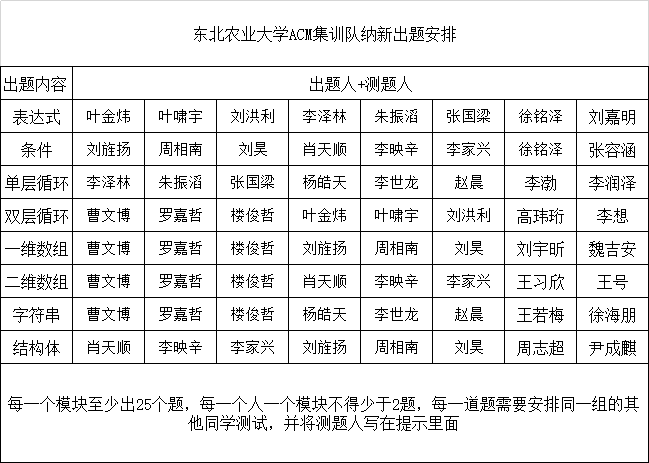 东北农业大学ACM集训队纳新出题安排
出题内容 出题人+测题人
表达式 叶金炜 叶啸宇 刘洪利 李泽林 朱振滔 张国梁 徐铭泽 刘嘉明
条件 刘旌扬 周相南 刘昊 肖天顺 李映辛 李家兴 徐铭泽 张容涵
单层循环 李泽林 朱振滔 张国梁 杨皓天 李世龙 赵晨 李渤 李润泽
双层循环 曹文博 罗嘉哲 楼俊哲 叶金炜 叶啸宇 刘洪利 高玮珩 李想
一维数组 曹文博 罗嘉哲 楼俊哲 刘旌扬 周相南 刘昊 刘宇昕 魏吉安
二维数组 曹文博 罗嘉哲 楼俊哲 肖天顺 李映辛 李家兴 王习欣 王号
字符串 曹文博 罗嘉哲 楼俊哲 杨皓天 李世龙 赵晨 王若梅 徐海朋
结构体 肖天顺 李映辛 李家兴 刘旌扬 周相南 刘昊 周志超 尹成麒
每一个模块至少出25个题，每一个人一个模块不得少于2题，每一道题需要安排同一组的其
他同学测试，并将测题人写在提示里面